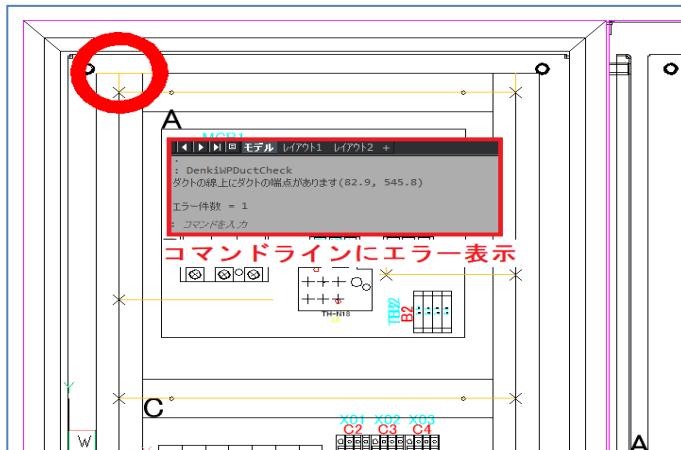 A
MCB1
モデル レイアウト1 レイアウト2 +
: DenkiWPDuctCheck
ダクトの線上にダクトの端点があります(82.9, 545.8)
エラー件数 = 1
: コマンドを入力
コマンドラインにエラー表示
TH-N18
TB2
B2
C
X01 X02 X03
C2 C3 C4
Y
W
A